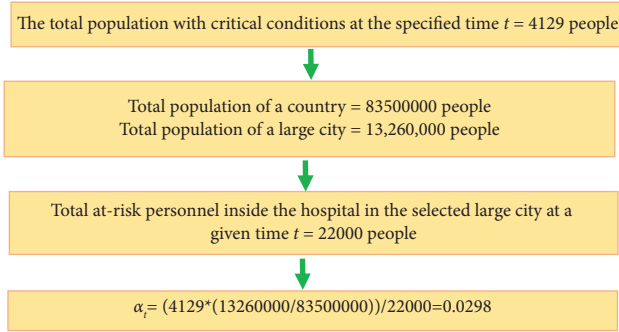 The total population with critical conditions at the specified time t = 4129 people
Total population of a country = 83500000 people
Total population of a large city = 13,260,000 people
Total at-risk personnel inside the hospital in the selected large city at a
given time t = 22000 people
αt= (4129*(13260000/83500000))/22000=0.0298